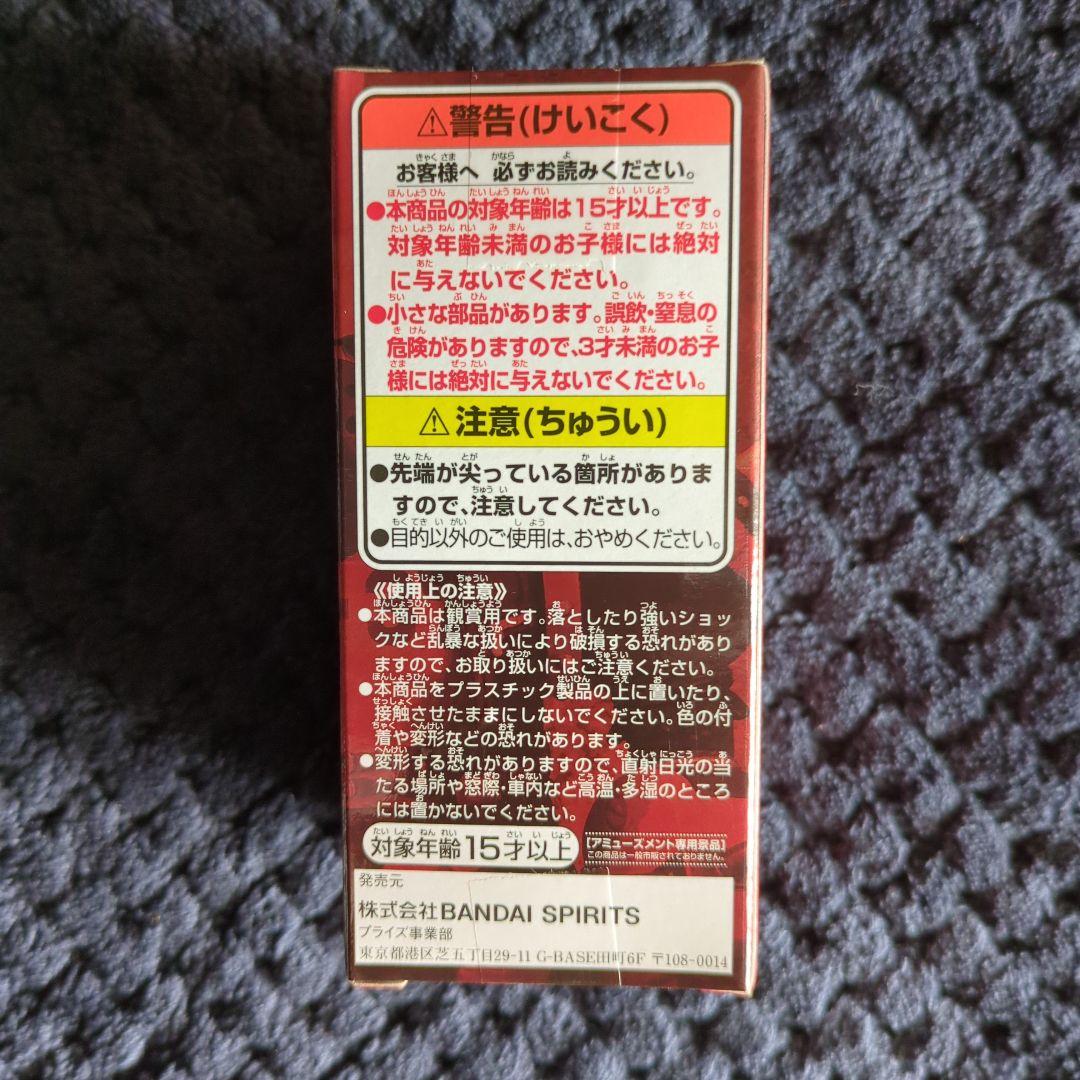 ⚠警告(けいこく)
お客様へ 必ずお読みください。
●本商品の対象年齢は15才以上です。
対象年齢未満のお子様には絶対
に与えないでください。
●小さな部品があります。誤飲・窒息の
危険がありますので、3才未満のお子
様には絶対に与えないでください。
⚠注意(ちゅうい)
●先端が尖っている箇所がありま
すので、注意してください。
●目的以外のご使用は、おやめください。
《使用上の注意》
●本商品は観賞用です。落としたり強いショッ
クなど乱暴な扱いにより破損する恐れがあり
ますので、お取り扱いにはご注意ください。
●本商品をプラスチック製品の上に置いたり、
接触させたままにしないでください。色の付
着や変形などの恐れがあります。
●変形する恐れがありますので、直射日光の当
たる場所や窓際・車内など高温・多湿のところ
には置かないでください。
対象年齢15才以上
[アミューズメント専用景品]
この商品は一般市販されておりません。
発売元
株式会社BANDAI SPIRITS
プライズ事業部
東京都港区芝五丁目29-11 G-BASE田町6F 〒108-0014